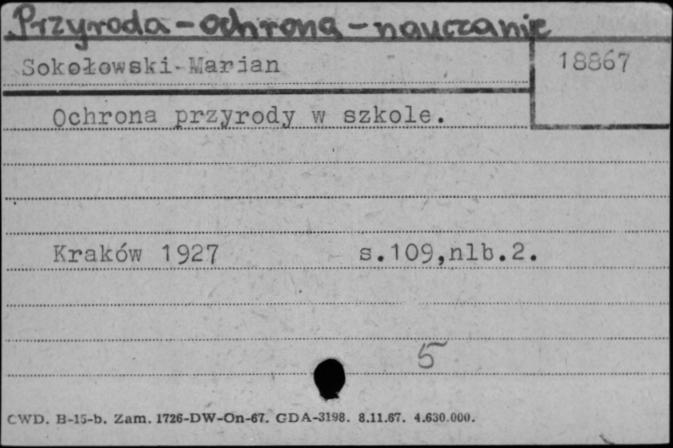 Przyroda - ochrona - nauczanie
Sokołowski Marian
18867
Ochrona przyrody w szkole.
Kraków 1927 s.109,nlb.2.
5
CWD. B-15-b. Zam. 1726-DW-On-67. GDA-3198. 8.11.67. 4.630.000.